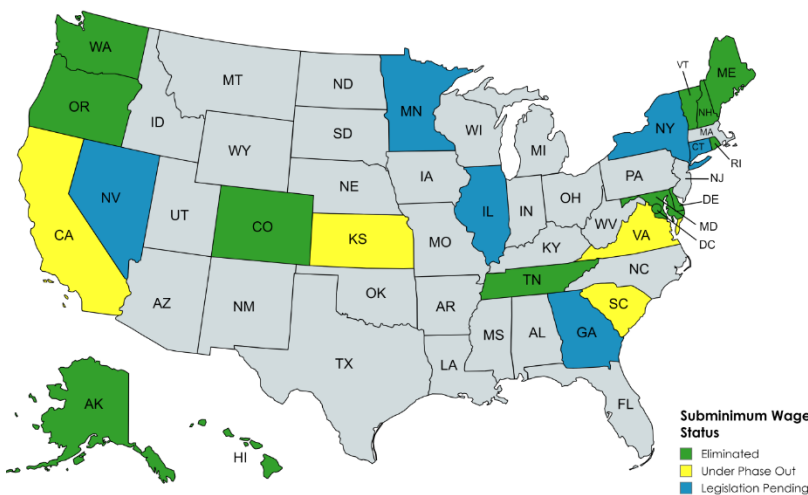 WA
MT
ND
MN
VT
ME
OR
ID
SD
WI
NY
NH
MA
WY
MI
CT
RI
NV
NE
IA
PA
NJ
UT
IL
IN
OH
DE
CA
CO
KS
MO
WV
VA
MD
KY
DC
AZ
NM
OK
AR
TN
NC
SC
TX
LA
MS
AL
GA
AK
HI
FL
Subminimum Wage
Status
Eliminated
Under Phase Out
Legislation Pending